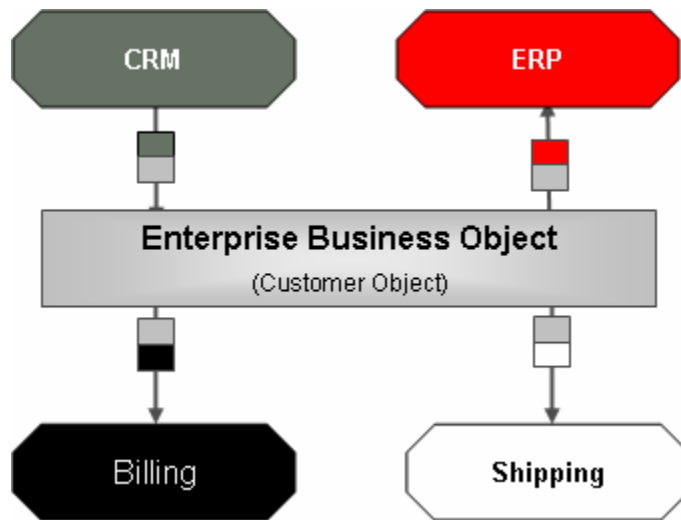 CRM
ERP
Enterprise Business Object
(Customer Object)
Billing
Shipping